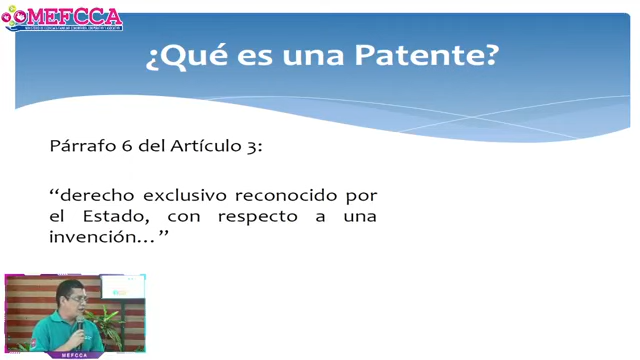 MEFCCA
¿Qué es una Patente?
Párrafo 6 del Artículo 3:
“derecho exclusivo reconocido por
el Estado, con respecto a una
invención…”
MEFCCA